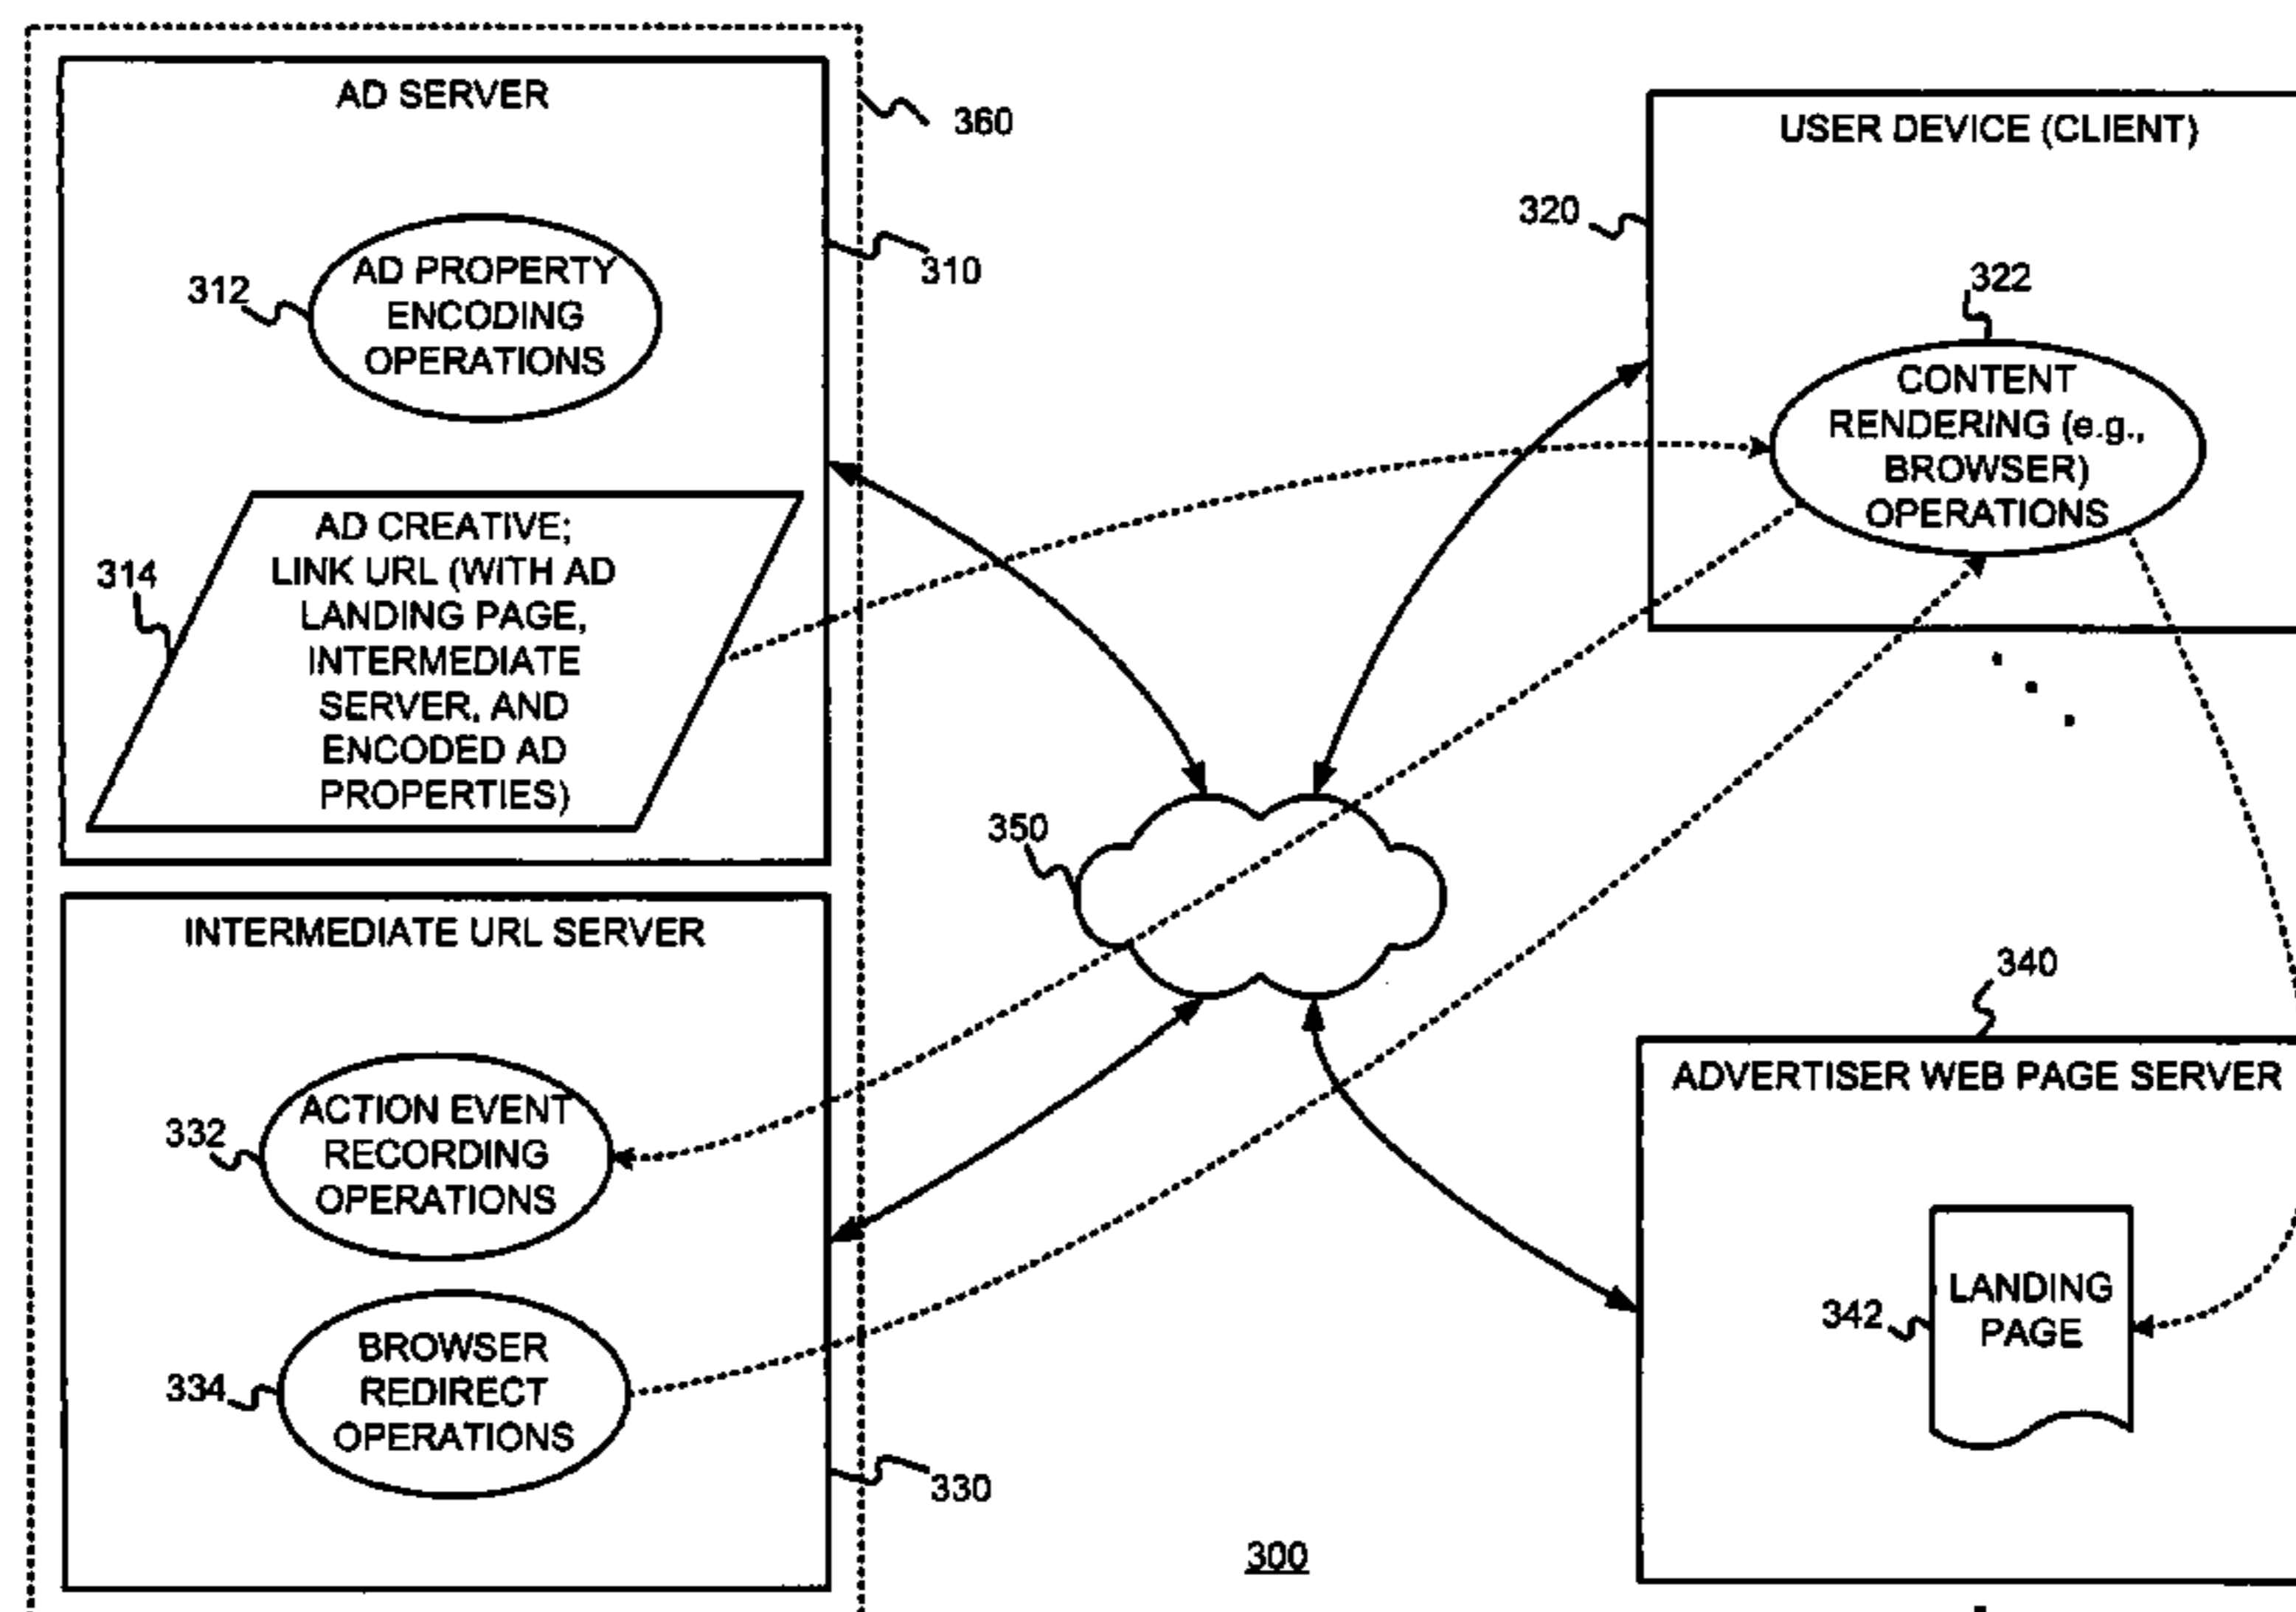 AD SERVER
360
310
312
AD PROPERTY
ENCODING
OPERATIONS
314
AD CREATIVE;
LINK URL (WITH AD
LANDING PAGE,
INTERMEDIATE
SERVER, AND
ENCODED AD
PROPERTIES)
USER DEVICE (CLIENT)
320
322
CONTENT
RENDERING (e.g.,
BROWSER)
OPERATIONS
350
INTERMEDIATE URL SERVER
332
ACTION EVENT
RECORDING
OPERATIONS
334
BROWSER
REDIRECT
OPERATIONS
330
340
ADVERTISER WEB PAGE SERVER
342
LANDING
PAGE
300